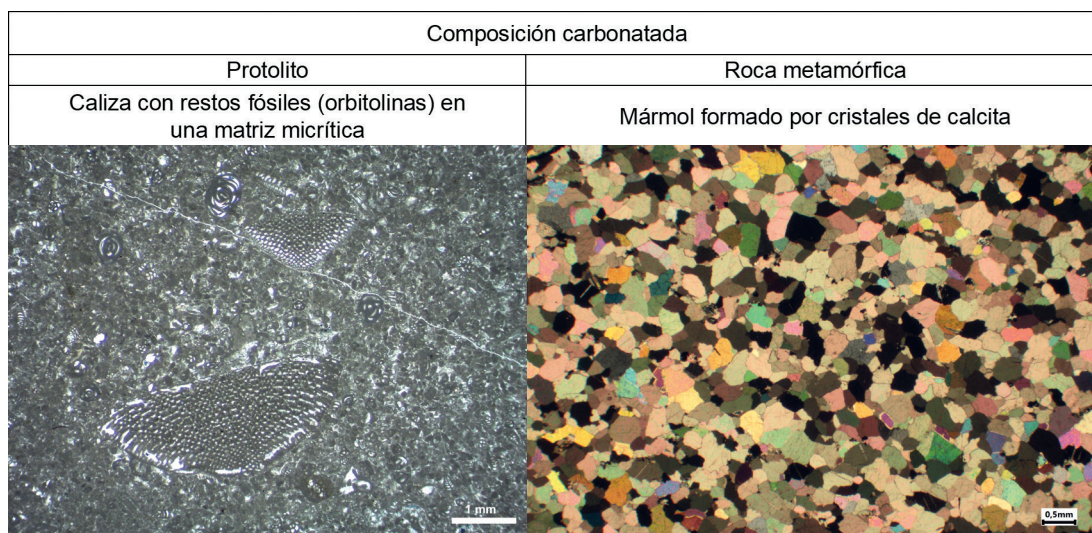 Composición carbonatada
Protolito
Roca metamórfica
Caliza con restos fósiles (orbitolinas) en
una matriz micrítica
Mármol formado por cristales de calcita
1 mm
0,5mm